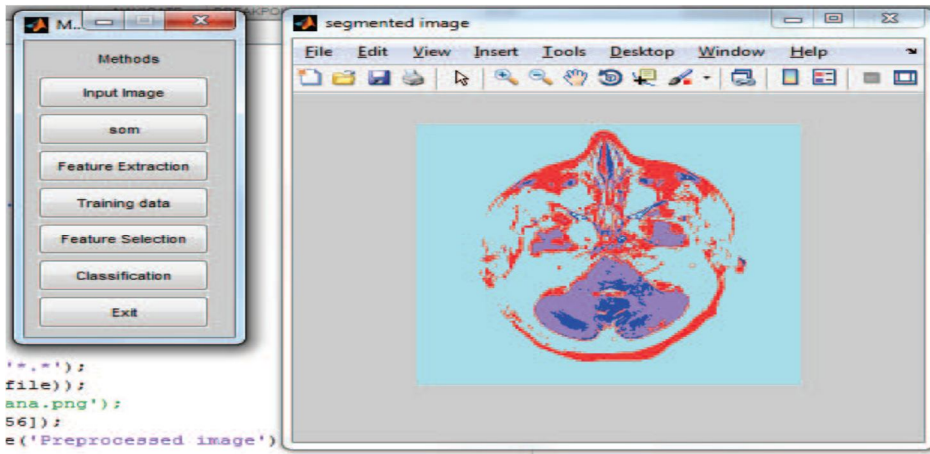 M...
Methods
Input Image
som
Feature Extraction
Training data
Feature Selection
Classification
Exit
segmented image
File Edit View Insert Tools Desktop Window Help
'*.*');
file));
ana.png');
56]);
e('Preprocessed image')